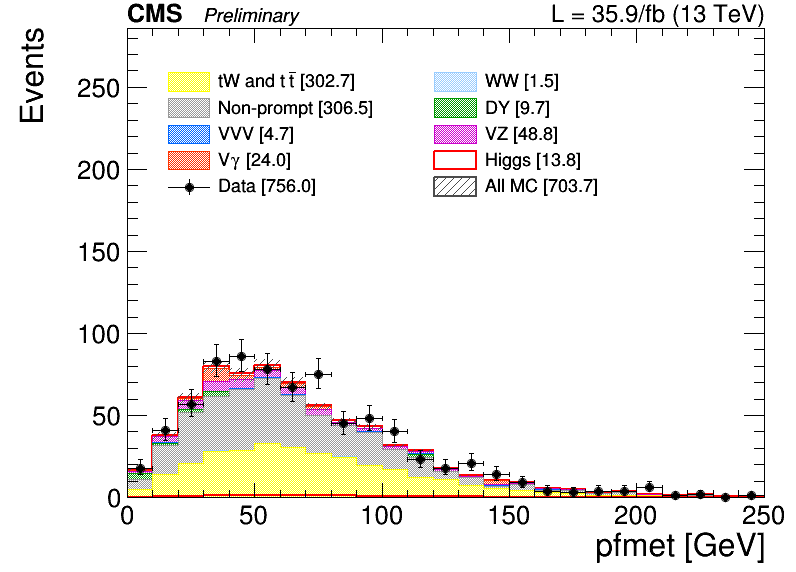 CMS Preliminary L = 35.9/fb (13 TeV)
Events
250
200
150
100
50
0
tW and t t̅ [302.7]
Non-prompt [306.5]
VVV [4.7]
Vγ [24.0]
Data [756.0]
WW [1.5]
DY [9.7]
VZ [48.8]
Higgs [13.8]
All MC [703.7]
0 50 100 150 200 250
pfmet [GeV]